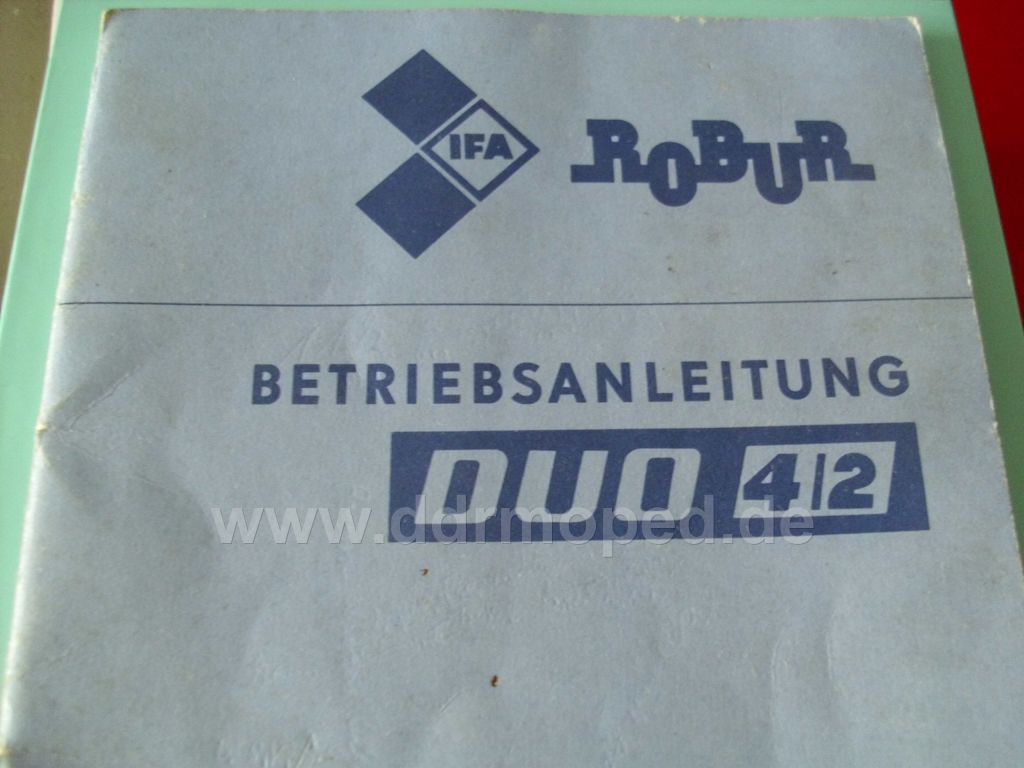 IFA ROBUR
BETRIEBSANLEITUNG
DUO 4/2
www.ddrmoped.de